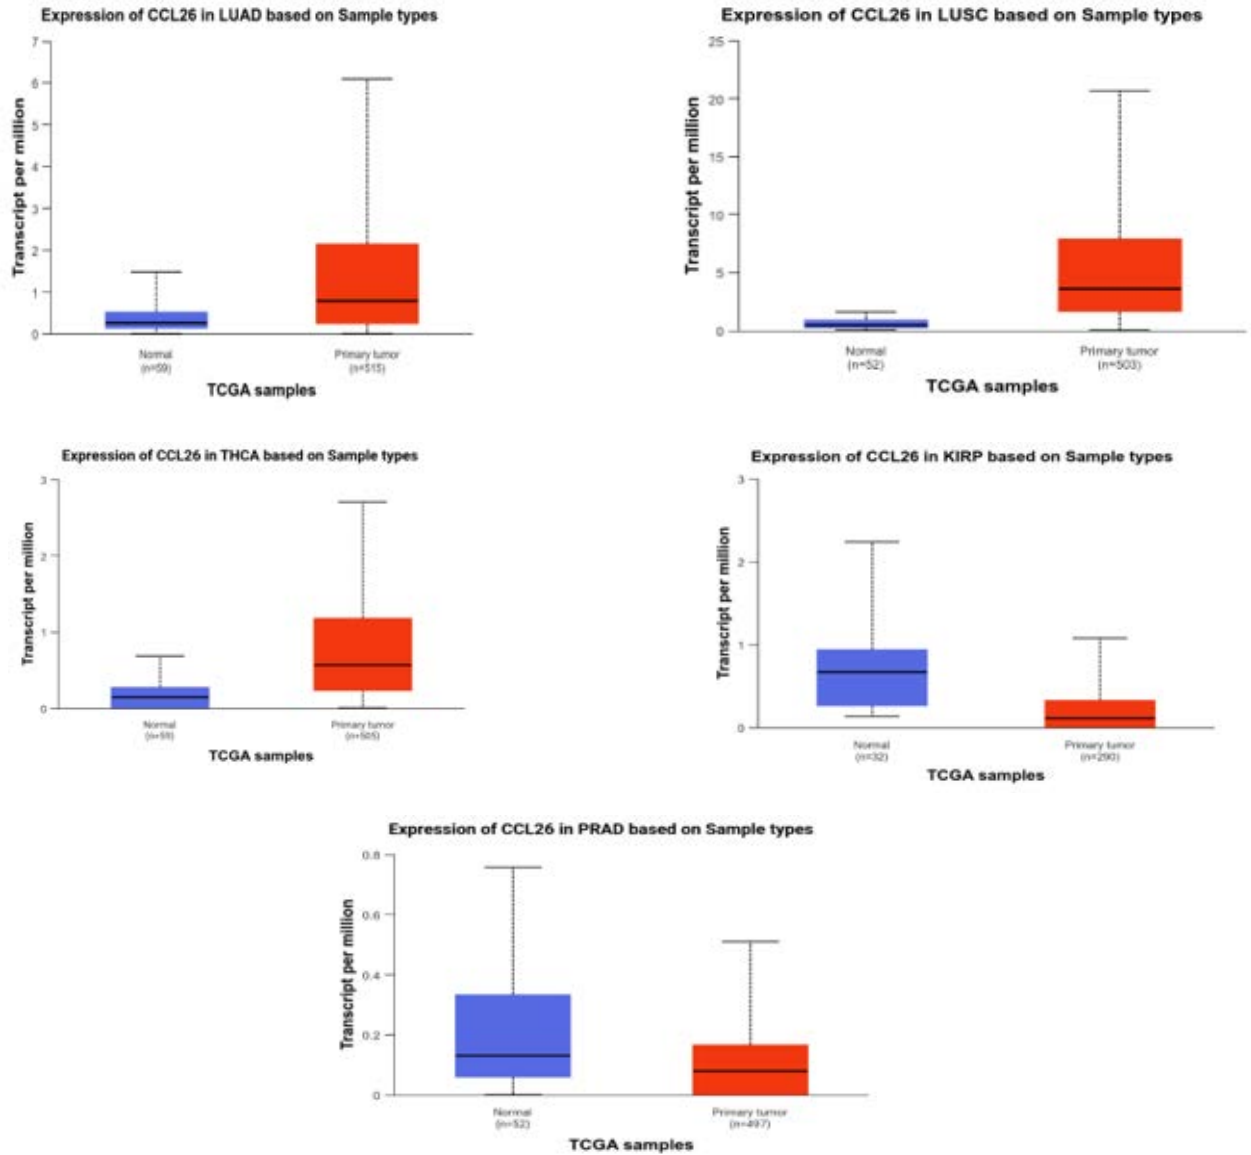 Expression of CCL26 in LUAD based on Sample types
Transcript per million
7
6
5
4
3
2
1
0
Normal
(n=59)
Primary tumor
(n=515)
TCGA samples
Expression of CCL26 in LUSC based on Sample types
Transcript per million
25
20
15
10
5
0
Normal
(n=52)
Primary tumor
(n=503)
TCGA samples
Expression of CCL26 in THCA based on Sample types
Transcript per million
3
2
1
0
Normal
(n=59)
Primary tumor
(n=505)
TCGA samples
Expression of CCL26 in KIRP based on Sample types
Transcript per million
3
2
1
0
Normal
(n=32)
Primary tumor
(n=290)
TCGA samples
Expression of CCL26 in PRAD based on Sample types
Transcript per million
0.8
0.6
0.4
0.2
0
Normal
(n=52)
Primary tumor
(n=497)
TCGA samples